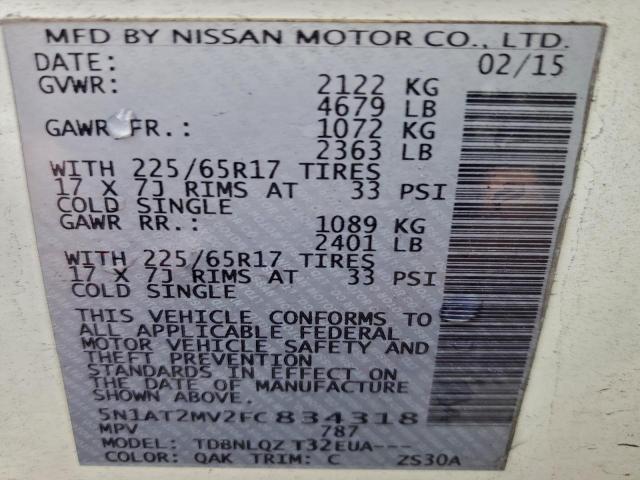 MFD BY NISSAN MOTOR CO., LTD.
DATE: 02/15
GVWR: 2122 KG
4679 LB
GAWR FR.: 1072 KG
2363 LB
WITH 225/65R17 TIRES
17 X 7J RIMS AT 33 PSI
COLD SINGLE
GAWR RR.: 1089 KG
2401 LB
WITH 225/65R17 TIRES
17 X 7J RIMS AT 33 PSI
COLD SINGLE
THIS VEHICLE CONFORMS TO
ALL APPLICABLE FEDERAL
MOTOR VEHICLE SAFETY AND
THEFT PREVENTION
STANDARDS IN EFFECT ON
THE DATE OF MANUFACTURE
SHOWN ABOVE.
5N1AT2MV2FC834318
MPV 787
MODEL: TD8NLQZ T32EUA---
COLOR: QAK TRIM: C ZS30A